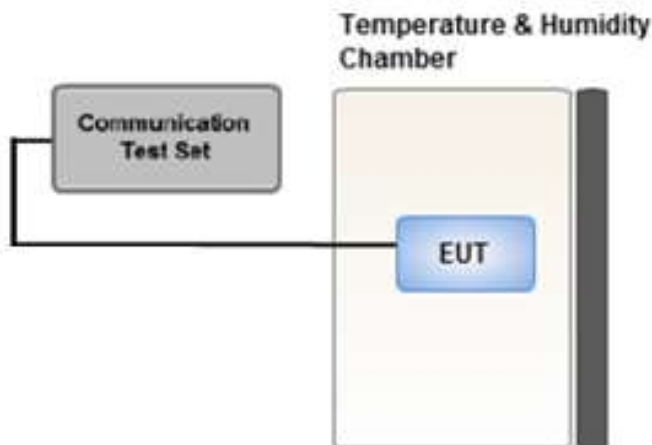 Temperature & Humidity
Chamber
Communication
Test Set
EUT